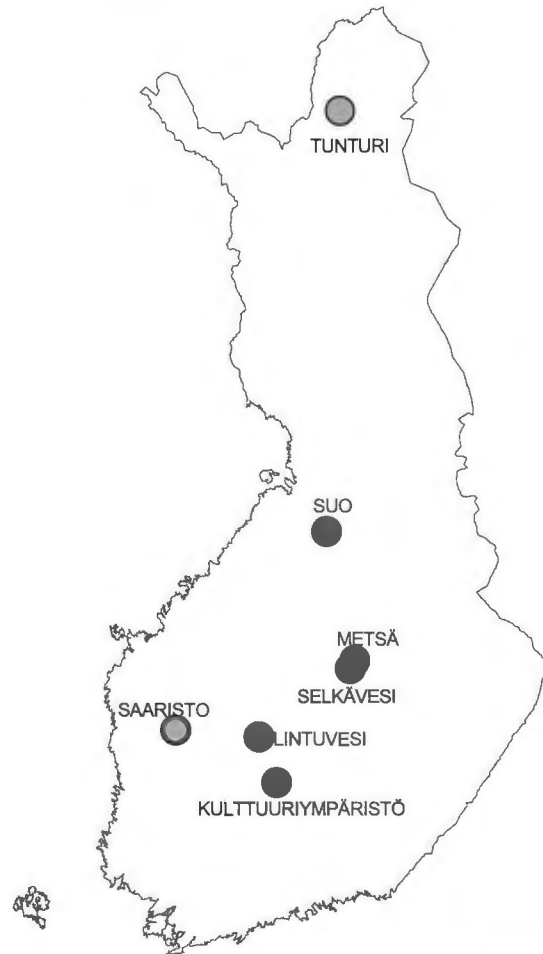 TUNTURI
SUO
METSÄ
SELKÄVESI
SAARISTO
LINTUVESI
KULTTUURIYMPÄRISTÖ